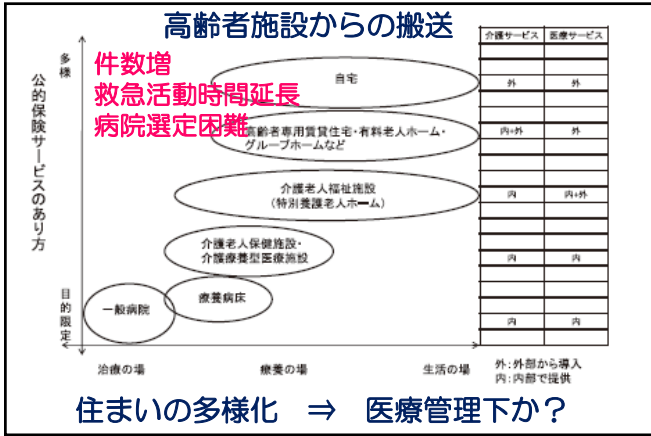 高齢者施設からの搬送
件数増
救急活動時間延長
病院選定困難
公的保険サービスのあり方
多様
目的限定
自宅
高齢者専用賃貸住宅・有料老人ホーム・
グループホームなど
介護老人福祉施設
(特別養護老人ホーム)
介護老人保健施設・
介護療養型医療施設
療養病床
一般病院
治療の場
療養の場
生活の場
介護サービス 医療サービス
外 外
内+外 外
内 内+外
内 内
内 内
外:外部から導入
内:内部で提供
住まいの多様化 ⇒ 医療管理下か?